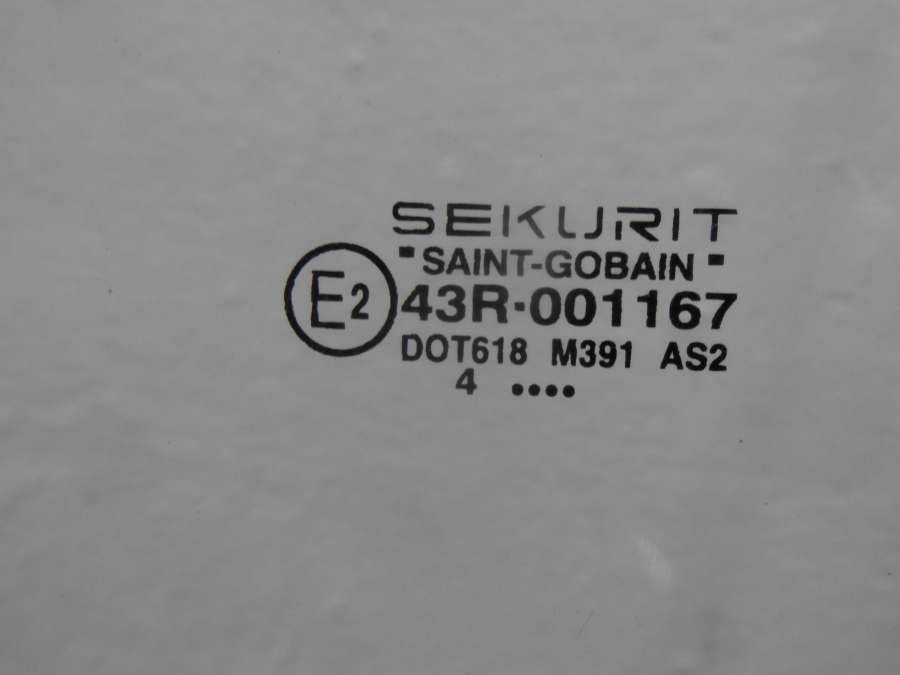 SEKURIT
"SAINT-GOBAIN"
E2 43R-001167
DOT618 M391 AS2
4 ••••